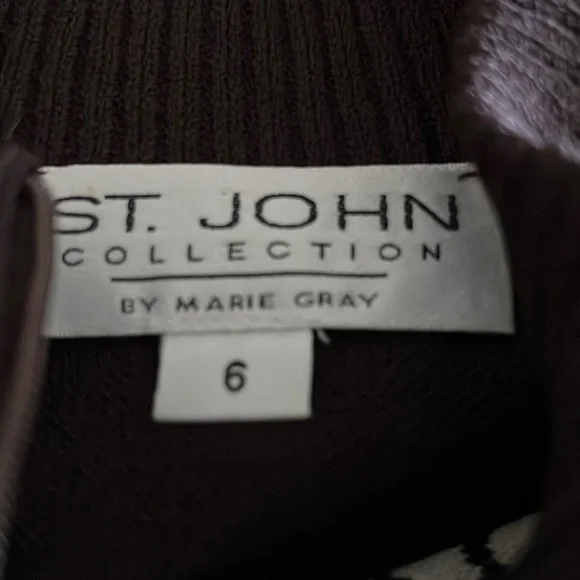 ST. JOHN
COLLECTION
BY MARIE GRAY
6